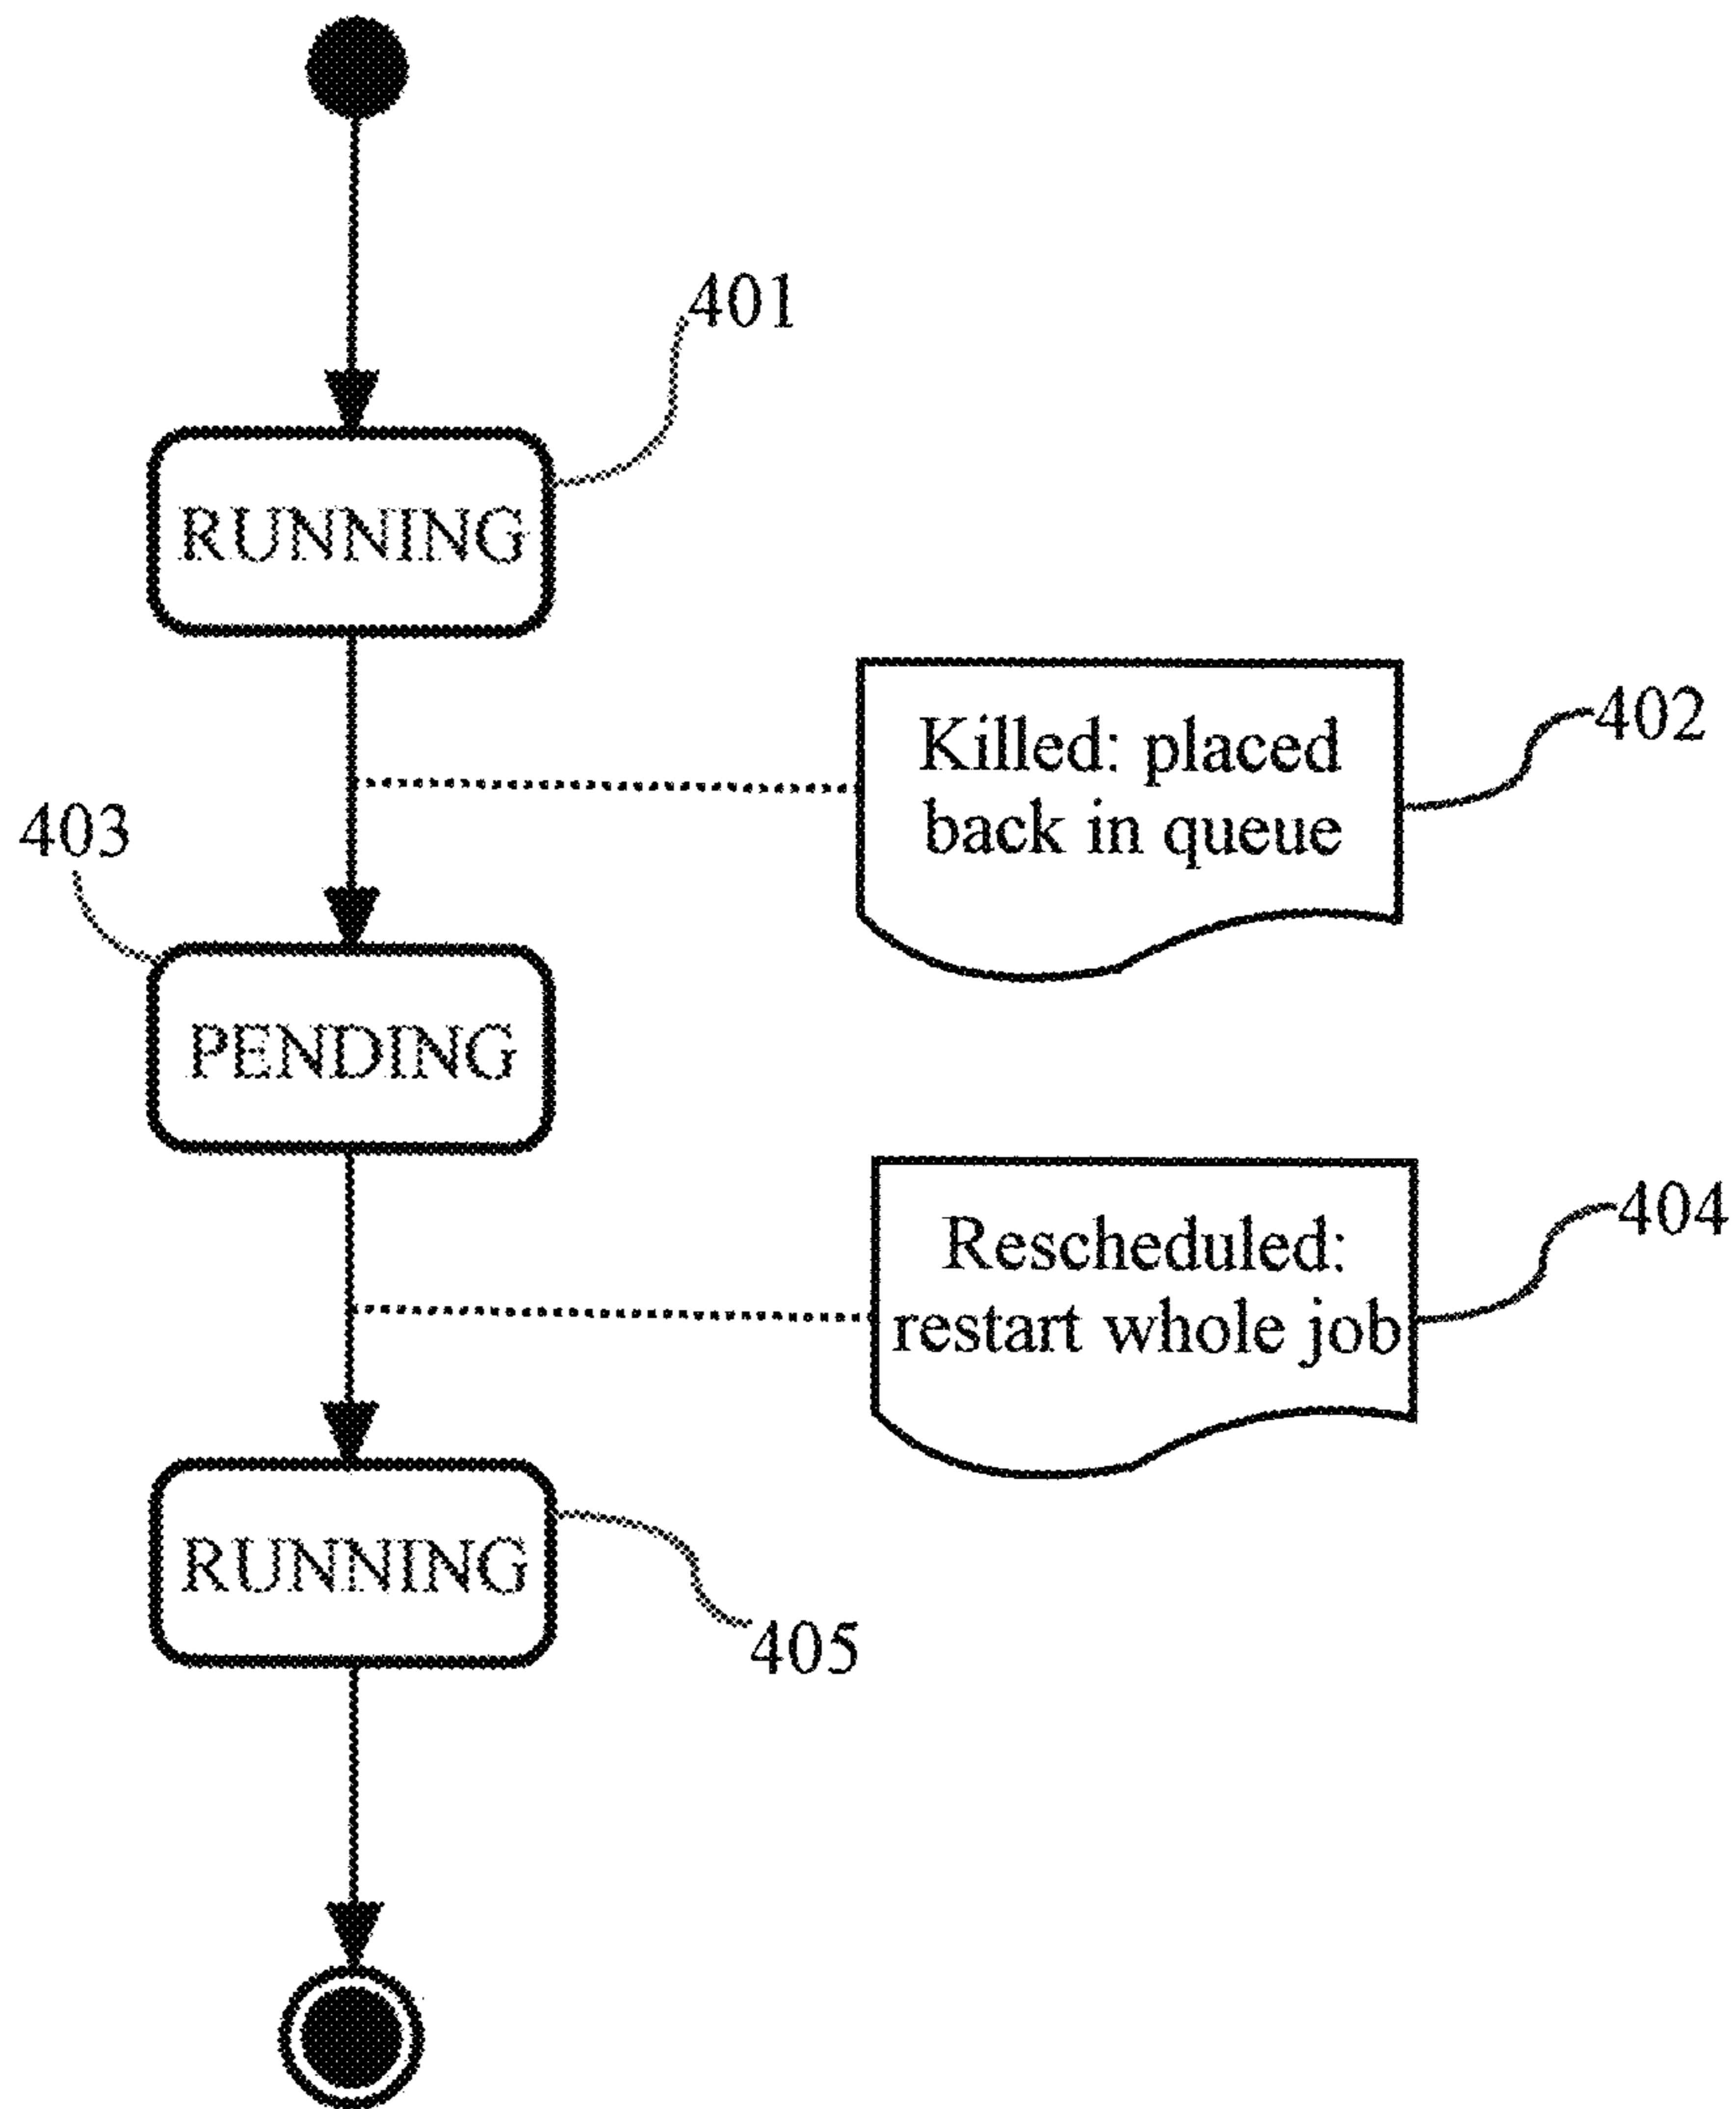 401
RUNNING
Killed: placed
back in queue
402
403
PENDING
Rescheduled:
restart whole job
404
RUNNING
405